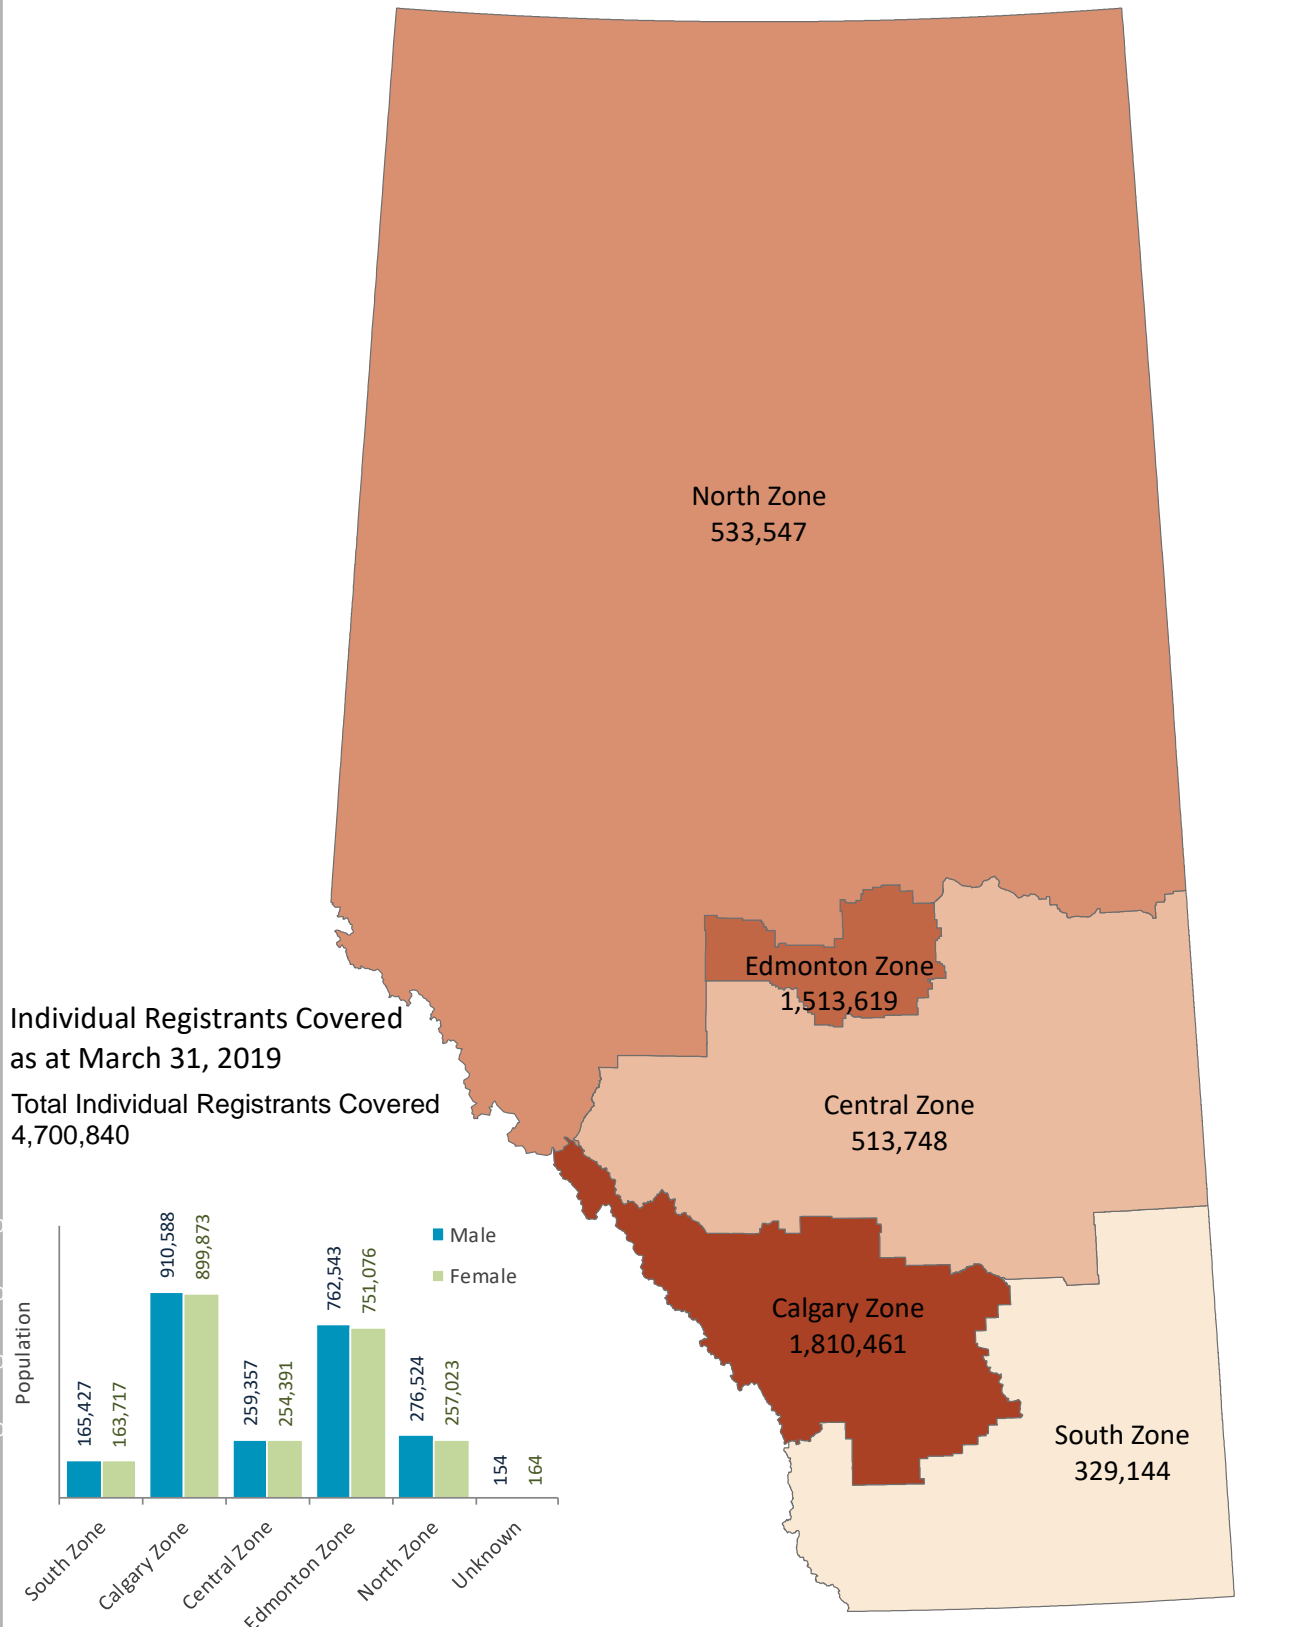 North Zone
533,547
Edmonton Zone
1,513,619
Individual Registrants Covered
as at March 31, 2019
Total Individual Registrants Covered
4,700,840
Central Zone
513,748
Calgary Zone
1,810,461
South Zone
329,144
Male
Female
Population
165,427
163,717
910,588
899,873
259,357
254,391
762,543
751,076
276,524
257,023
154
164
South Zone
Calgary Zone
Central Zone
Edmonton Zone
North Zone
Unknown